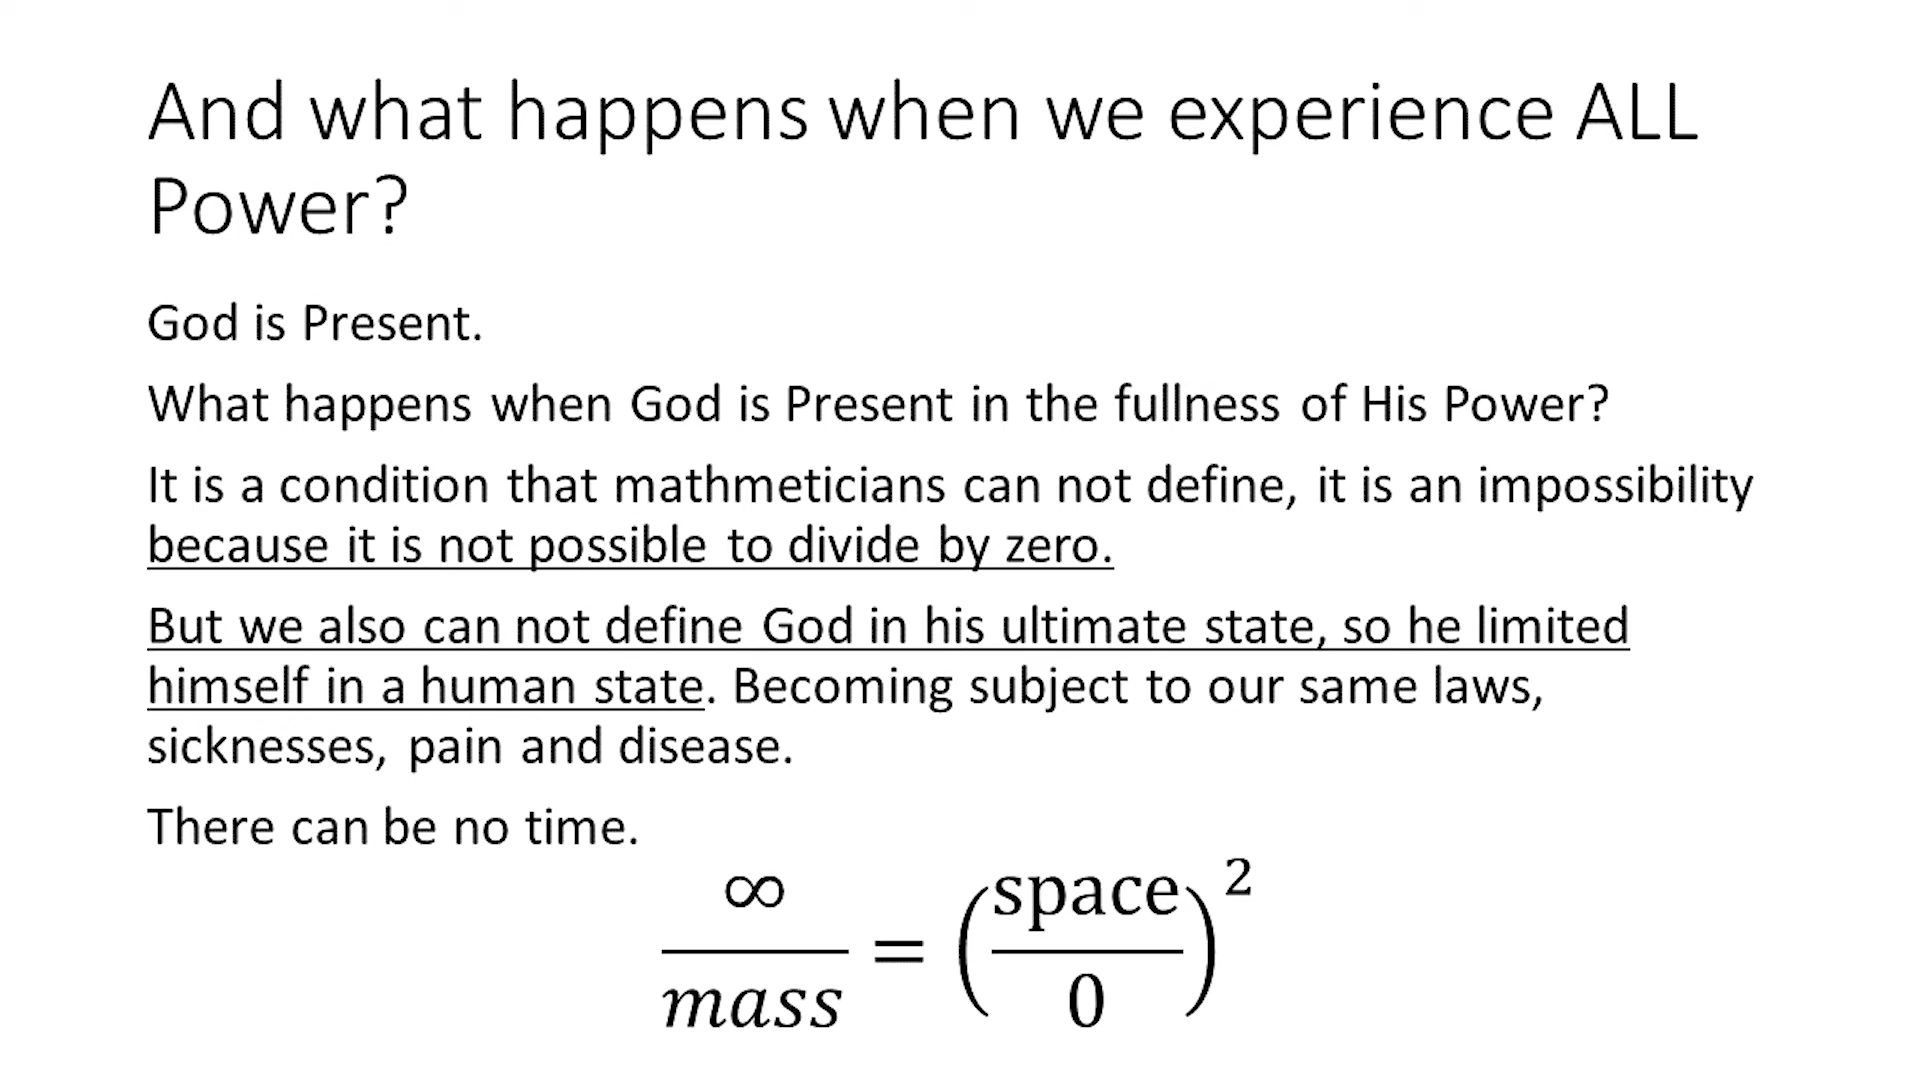 And what happens when we experience ALL
Power?
God is Present.
What happens when God is Present in the fullness of His Power?
It is a condition that mathmeticians can not define, it is an impossibility
because it is not possible to divide by zero.
But we also can not define God in his ultimate state, so he limited
himself in a human state. Becoming subject to our same laws,
sicknesses, pain and disease.
There can be no time.
∞/mass = (space/0)²